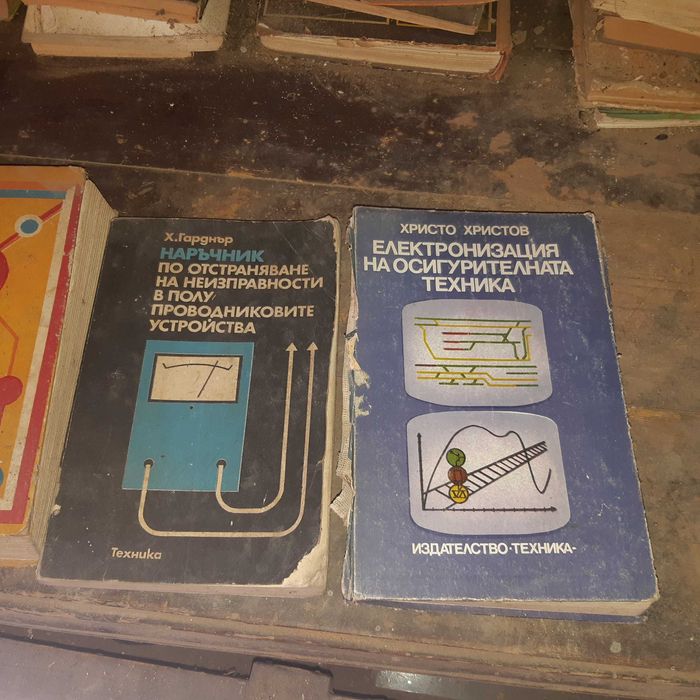 Х.Гарднър
НАРЪЧНИК
ПО ОТСТРАНЯВАНЕ
НА НЕИЗПРАВНОСТИ
В ПОЛУ,
ПРОВОДНИКОВИТЕ
УСТРОЙСТВА
Техника
ХРИСТО ХРИСТОВ
ЕЛЕКТРОНИЗАЦИЯ
НА ОСИГУРИТЕЛНАТА
ТЕХНИКА
ИЗДАТЕЛСТВО·ТЕХНИКА-